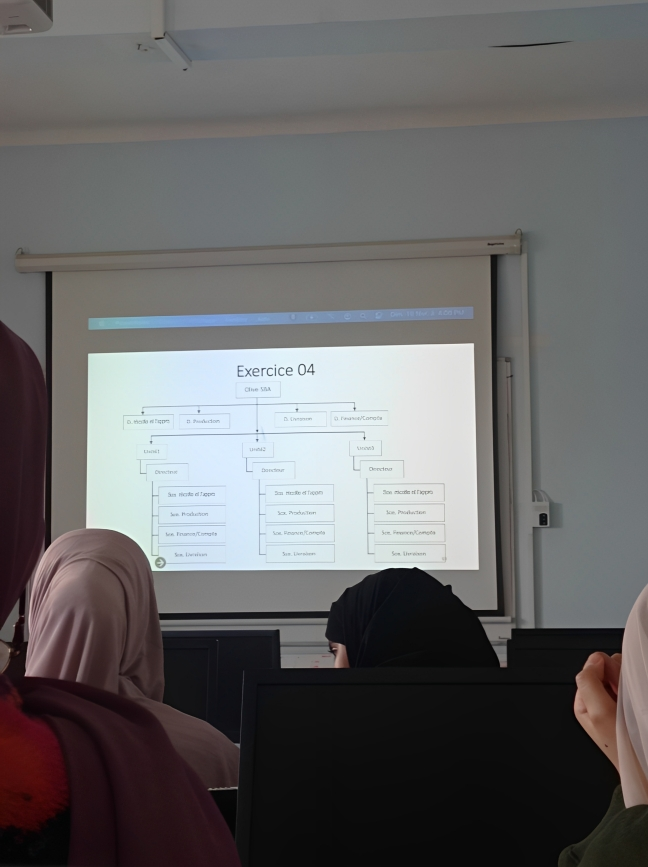 Exercice 04
Olive SBA
D. récolte et l'appro
D. Production
D. Livraison
D. Finance/Compta
Unité1
Unité2
Unité3
Directeur
Directeur
Directeur
Sce. récolte et l'appro
Sce. récolte et l'appro
Sce. récolte et l'appro
Sce. Production
Sce. Production
Sce. Production
Sce. Finance/Compta
Sce. Finance/Compta
Sce. Finance/Compta
Sce. Livraison
Sce. Livraison
Sce. Livraison